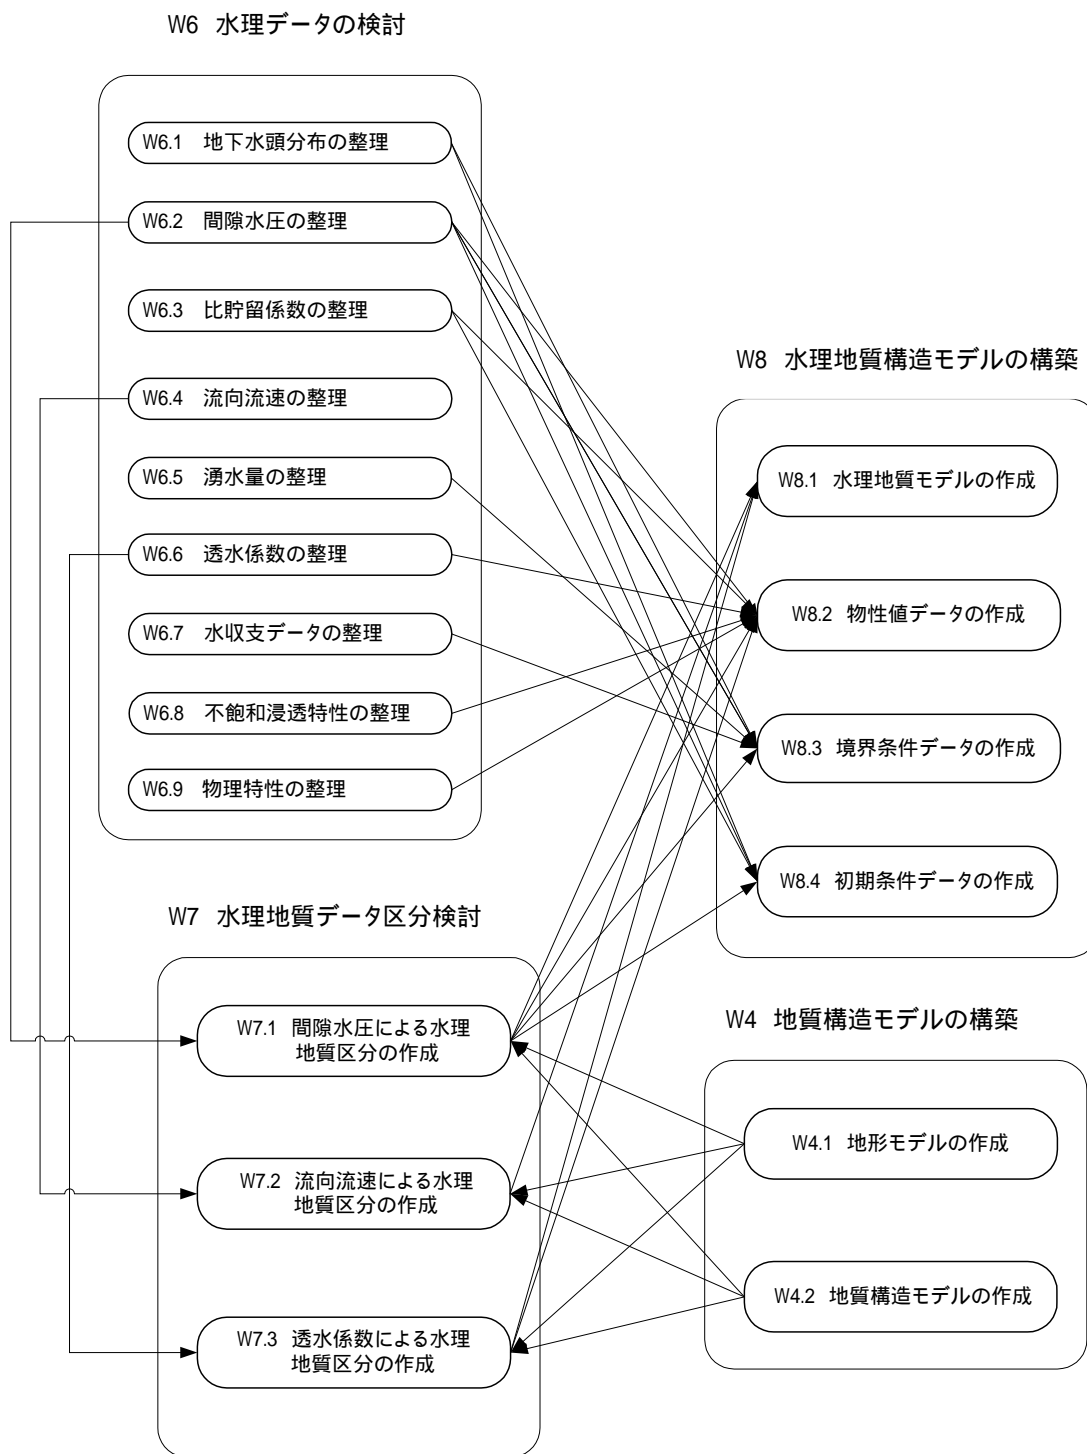 W6 水理データの検討
W6.1 地下水頭分布の整理
W6.2 間隙水圧の整理
W6.3 比貯留係数の整理
W6.4 流向流速の整理
W6.5 湧水量の整理
W6.6 透水係数の整理
W6.7 水収支データの整理
W6.8 不飽和浸透特性の整理
W6.9 物理特性の整理
W8 水理地質構造モデルの構築
W8.1 水理地質モデルの作成
W8.2 物性値データの作成
W8.3 境界条件データの作成
W8.4 初期条件データの作成
W7 水理地質データ区分検討
W7.1 間隙水圧による水理
地質区分の作成
W7.2 流向流速による水理
地質区分の作成
W7.3 透水係数による水理
地質区分の作成
W4 地質構造モデルの構築
W4.1 地形モデルの作成
W4.2 地質構造モデルの作成